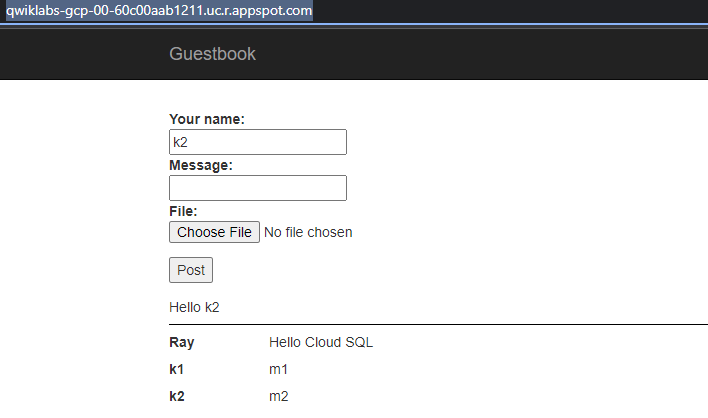 qwiklabs-gcp-00-60c00aab1211.uc.r.appspot.com
Guestbook
Your name:
k2
Message:
File:
Choose File No file chosen
Post
Hello k2
Ray Hello Cloud SQL
k1 m1
k2 m2